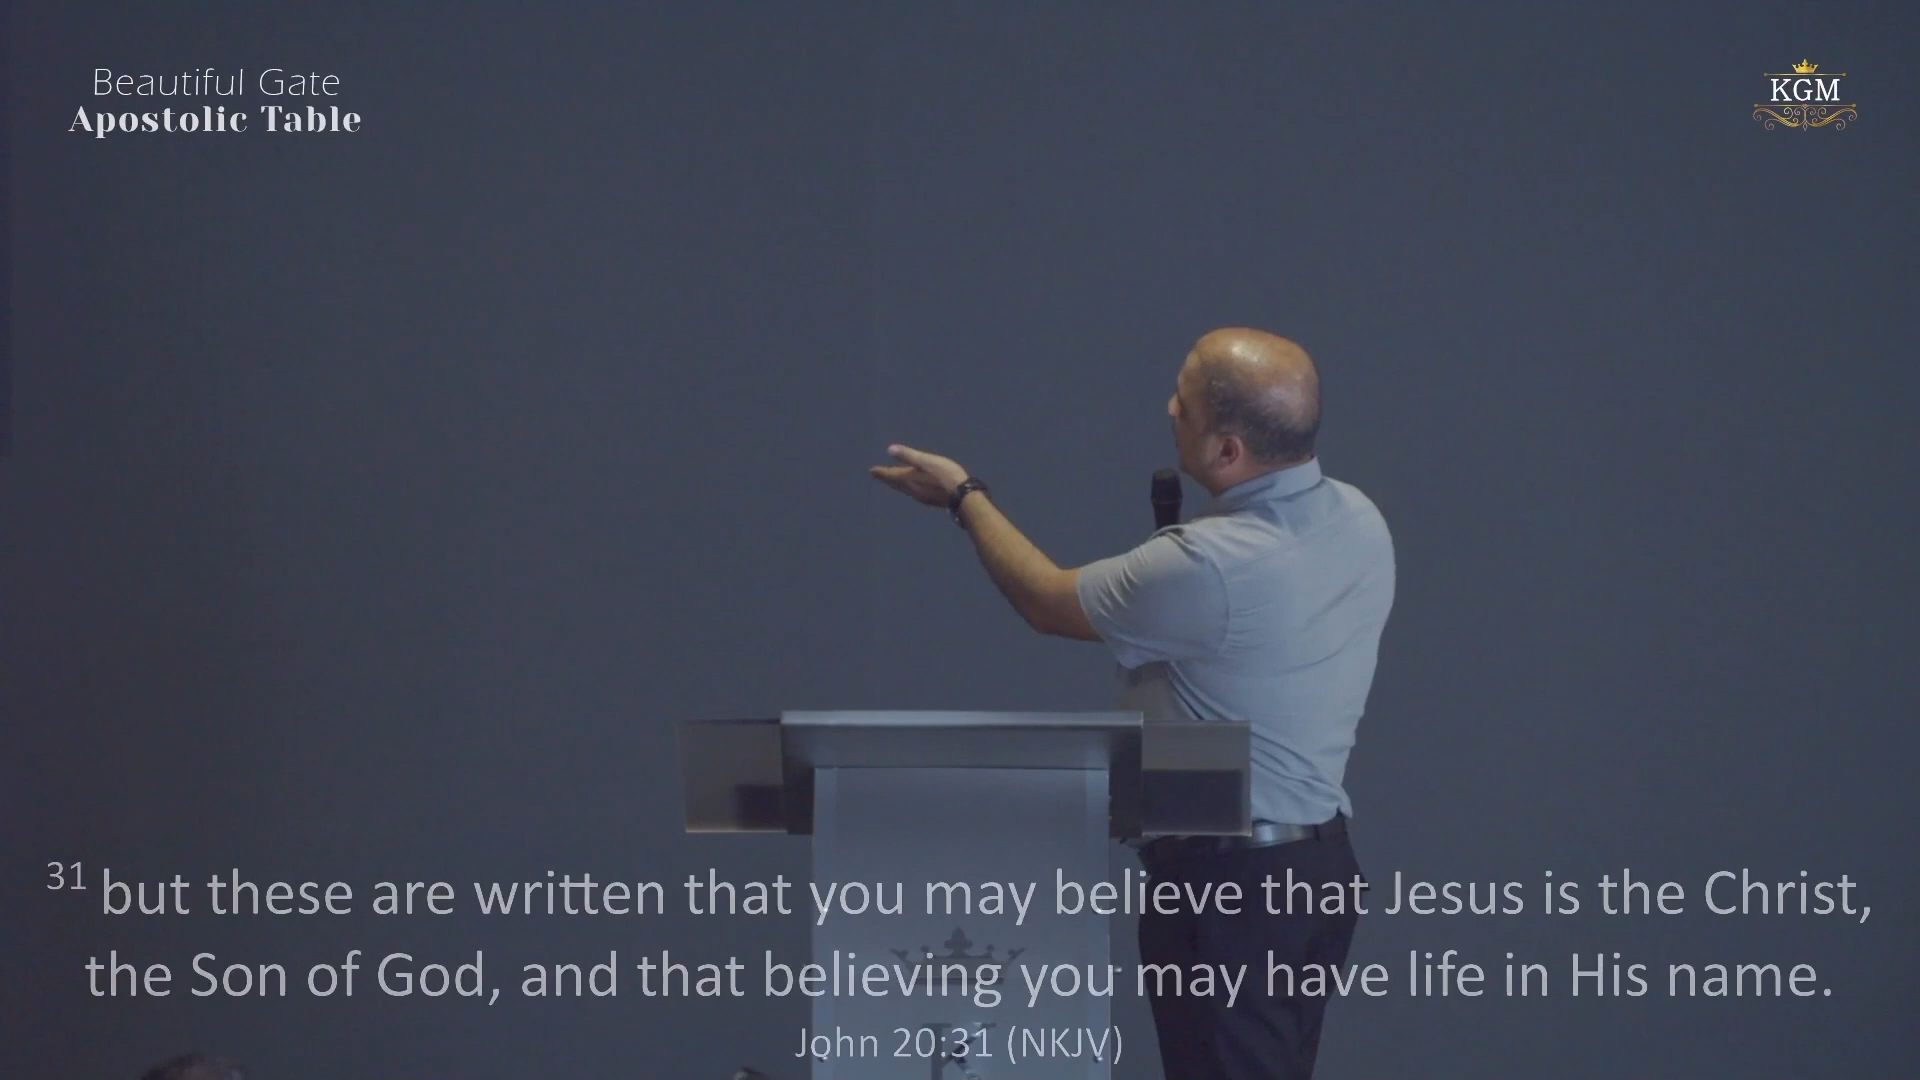 Beautiful Gate
Apostolic Table
KGM
31 but these are written that you may believe that Jesus is the Christ,
the Son of God, and that believing you may have life in His name.
John 20:31 (NKJV)
K